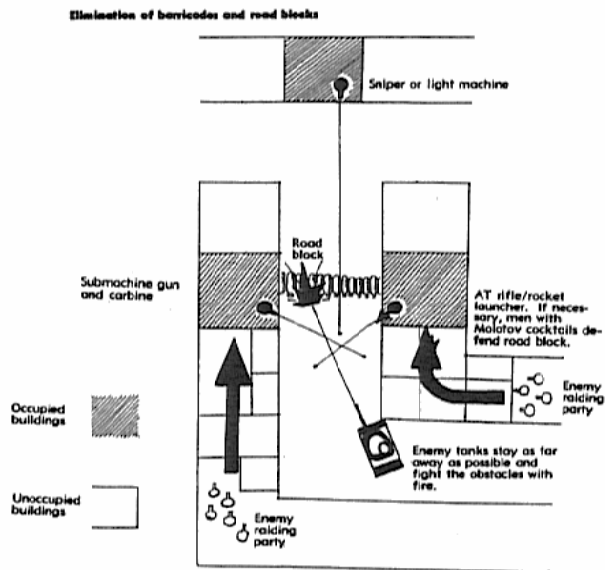 Elimination of barricades and road blocks
Sniper or light machine
Road
block
Submachine gun
and carbine
AT rifle/rocket
launcher. If neces-
sary, men with
Molotov cocktails de-
fend road block.
Enemy
raiding
party
Occupied
buildings
Enemy tanks stay as far
away as possible and
fight the obstacles with
fire.
Unoccupied
buildings
Enemy
raiding
party